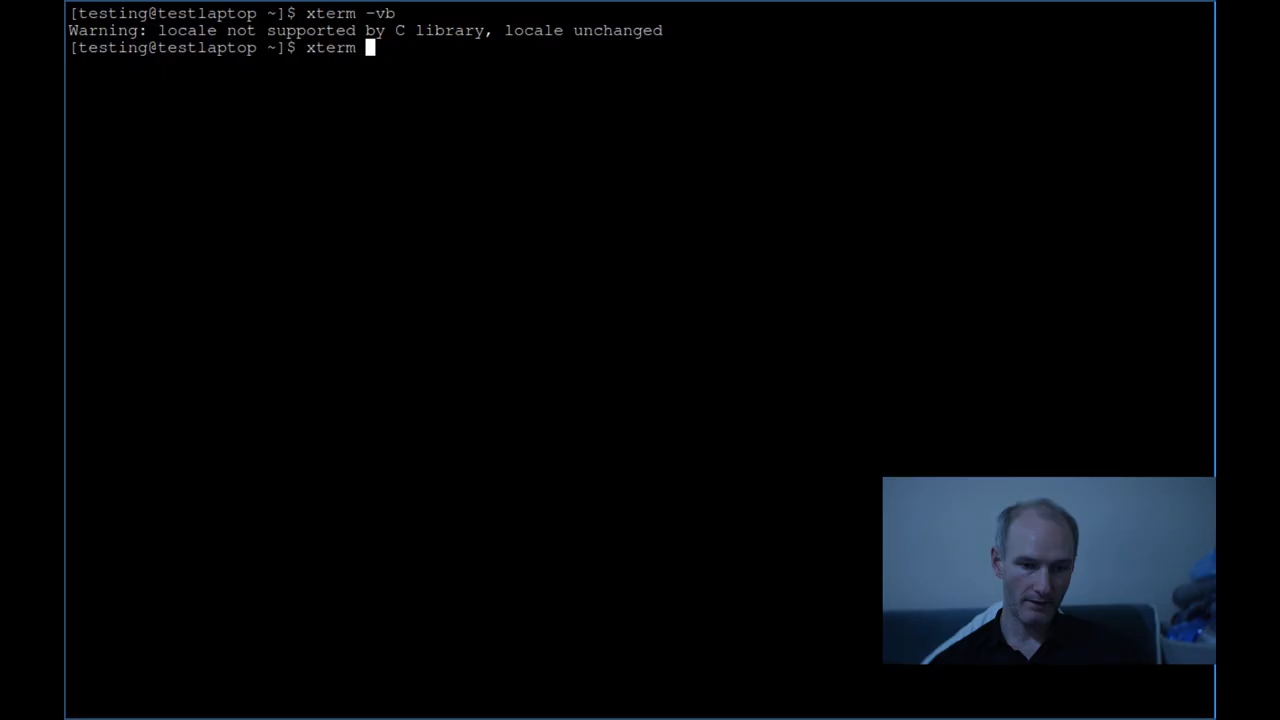 [testing@testlaptop ~]$ xterm -vb
Warning: locale not supported by C library, locale unchanged
[testing@testlaptop ~]$ xterm